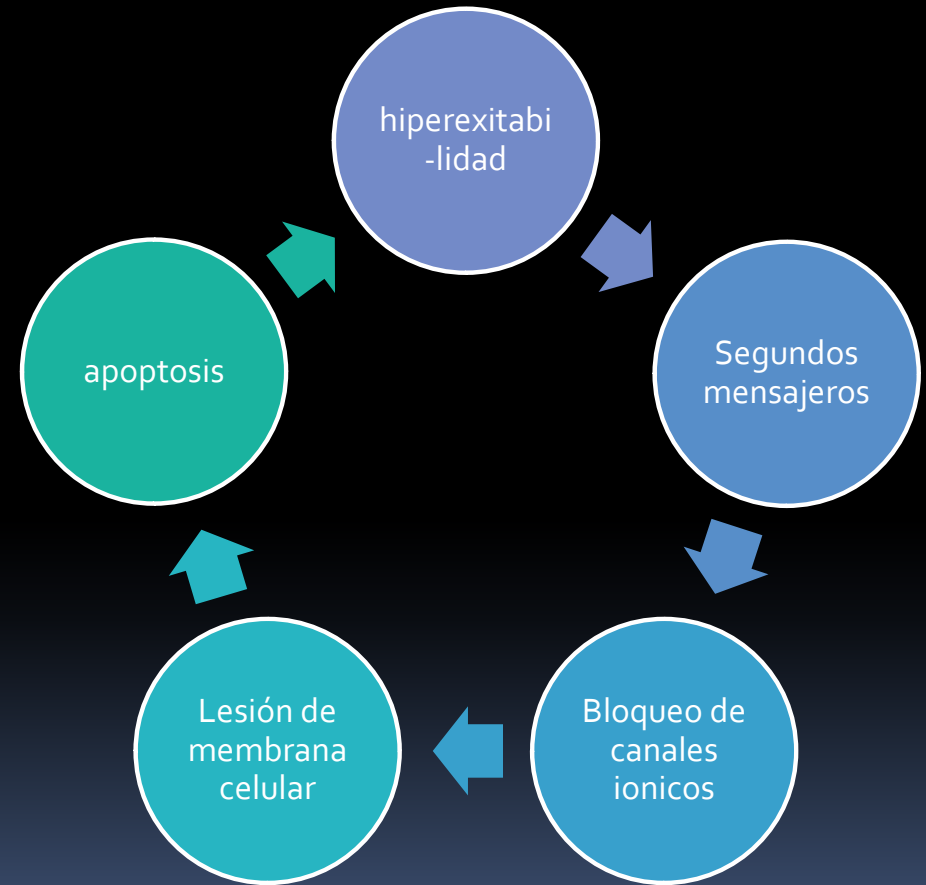 hiperexitabi
-lidad
Segundos
mensajeros
Bloqueo de
canales
ionicos
Lesión de
membrana
celular
apoptosis